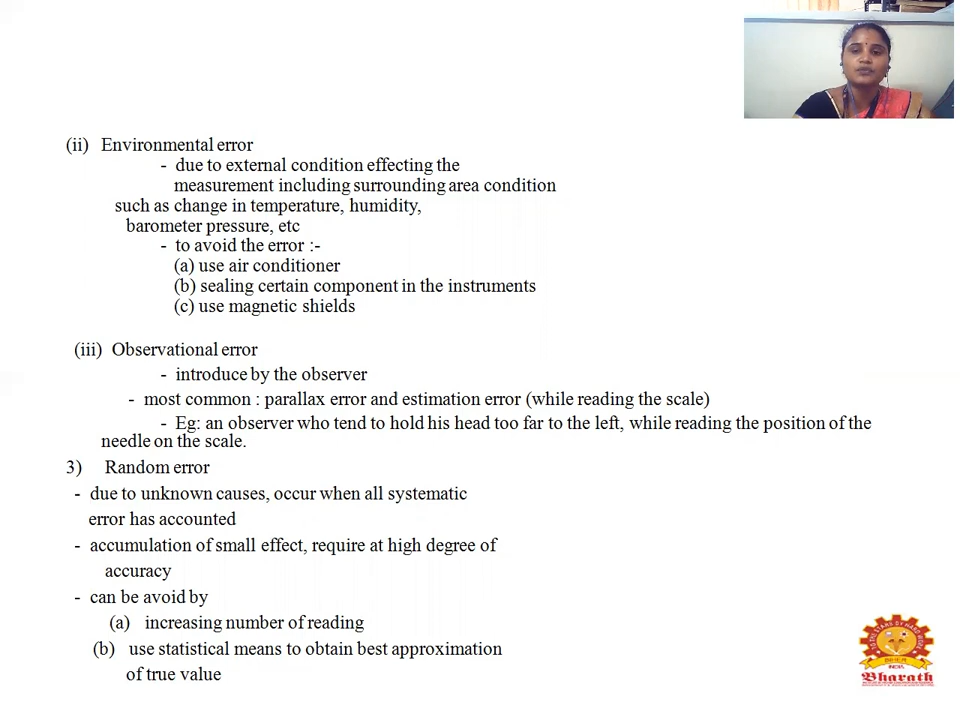 (ii) Environmental error
- due to external condition effecting the
measurement including surrounding area condition
such as change in temperature, humidity,
barometer pressure, etc
- to avoid the error :-
(a) use air conditioner
(b) sealing certain component in the instruments
(c) use magnetic shields
(iii) Observational error
- introduce by the observer
- most common : parallax error and estimation error (while reading the scale)
- Eg: an observer who tend to hold his head too far to the left, while reading the position of the
needle on the scale.
3) Random error
- due to unknown causes, occur when all systematic
error has accounted
- accumulation of small effect, require at high degree of
accuracy
- can be avoid by
(a) increasing number of reading
(b) use statistical means to obtain best approximation
of true value
BIHER
INDIA
Bharath